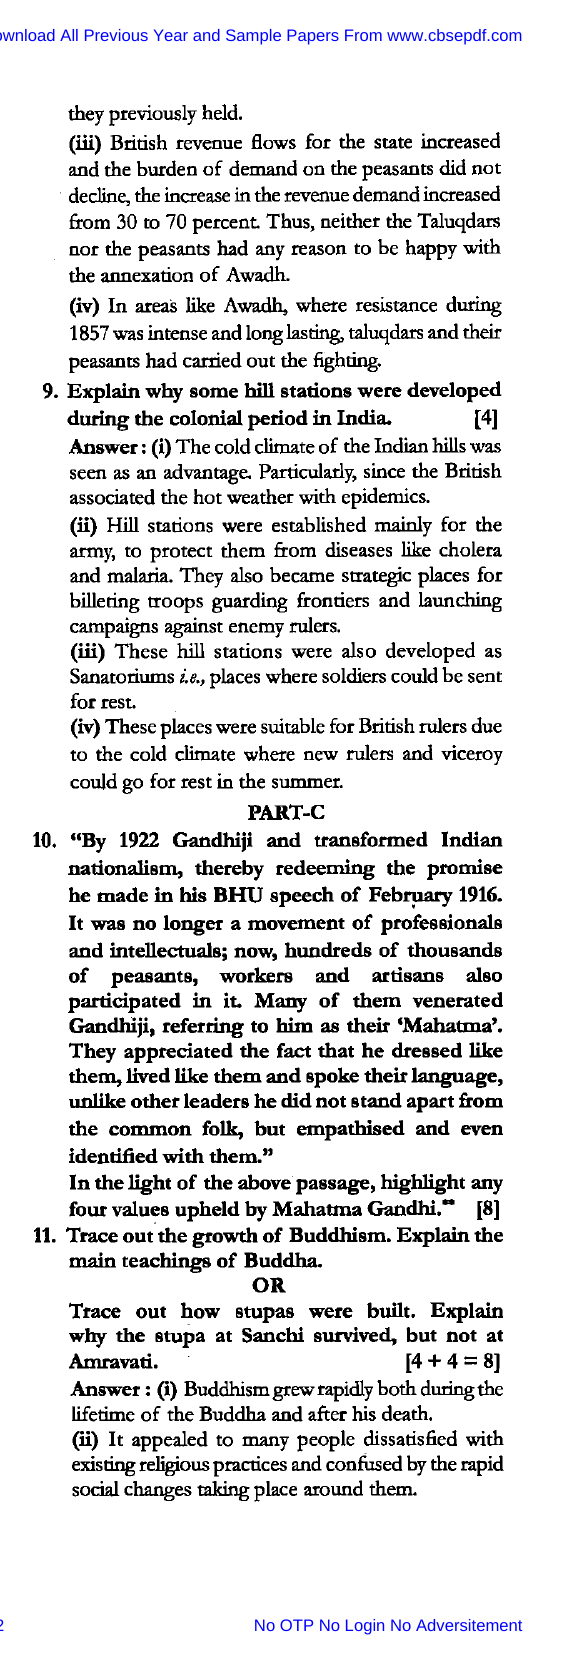 ownload All Previous Year and Sample Papers From www.cbsepdf.com
they previously held.
(iii) British revenue flows for the state increased
and the burden of demand on the peasants did not
decline, the increase in the revenue demand increased
from 30 to 70 percent. Thus, neither the Taluqdars
nor the peasants had any reason to be happy with
the annexation of Awadh.
(iv) In areas like Awadh, where resistance during
1857 was intense and long lasting, taluqdars and their
peasants had carried out the fighting.
9. Explain why some hill stations were developed
during the colonial period in India. [4]
Answer : (i) The cold climate of the Indian hills was
seen as an advantage. Particularly, since the British
associated the hot weather with epidemics.
(ii) Hill stations were established mainly for the
army, to protect them from diseases like cholera
and malaria. They also became strategic places for
billeting troops guarding frontiers and launching
campaigns against enemy rulers.
(iii) These hill stations were also developed as
Sanatoriums i.e., places where soldiers could be sent
for rest.
(iv) These places were suitable for British rulers due
to the cold climate where new rulers and viceroy
could go for rest in the summer.
PART-C
10. “By 1922 Gandhiji and transformed Indian
nationalism, thereby redeeming the promise
he made in his BHU speech of February 1916.
It was no longer a movement of professionals
and intellectuals; now, hundreds of thousands
of peasants, workers and artisans also
participated in it. Many of them venerated
Gandhiji, referring to him as their ‘Mahatma’.
They appreciated the fact that he dressed like
them, lived like them and spoke their language,
unlike other leaders he did not stand apart from
the common folk, but empathised and even
identified with them.”
In the light of the above passage, highlight any
four values upheld by Mahatma Gandhi.** [8]
11. Trace out the growth of Buddhism. Explain the
main teachings of Buddha.
OR
Trace out how stupas were built. Explain
why the stupa at Sanchi survived, but not at
Amravati. [4 + 4 = 8]
Answer : (i) Buddhism grew rapidly both during the
lifetime of the Buddha and after his death.
(ii) It appealed to many people dissatisfied with
existing religious practices and confused by the rapid
social changes taking place around them.
2 No OTP No Login No Adversitement